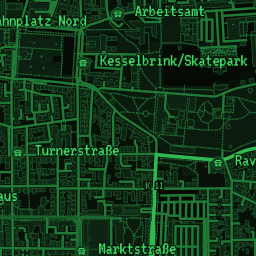 Arbeitsamt
ahnplatz Nord
Kesselbrink/Skatepark
Turnerstraße
Rav
K 11
aus
Marktstraße